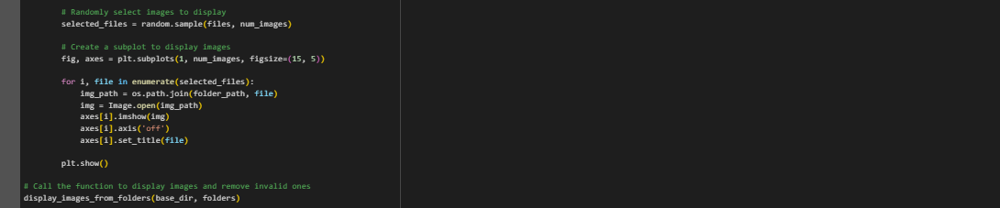 # Randomly select images to display
selected_files = random.sample(files, num_images)
# Create a subplot to display images
fig, axes = plt.subplots(1, num_images, figsize=(15, 5))
for i, file in enumerate(selected_files):
img_path = os.path.join(folder_path, file)
img = Image.open(img_path)
axes[i].imshow(img)
axes[i].axis('off')
axes[i].set_title(file)
plt.show()
# Call the function to display images and remove invalid ones
display_images_from_folders(base_dir, folders)